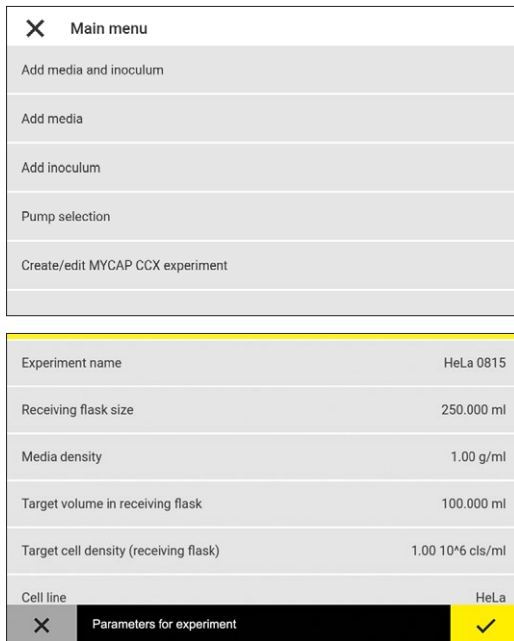 Main menu
Add media and inoculum
Add media
Add inoculum
Pump selection
Create/edit MYCAP CCX experiment
Experiment name HeLa 0815
Receiving flask size 250.000 ml
Media density 1.00 g/ml
Target volume in receiving flask 100.000 ml
Target cell density (receiving flask) 1.00 10^6 cls/ml
Cell line HeLa
Parameters for experiment